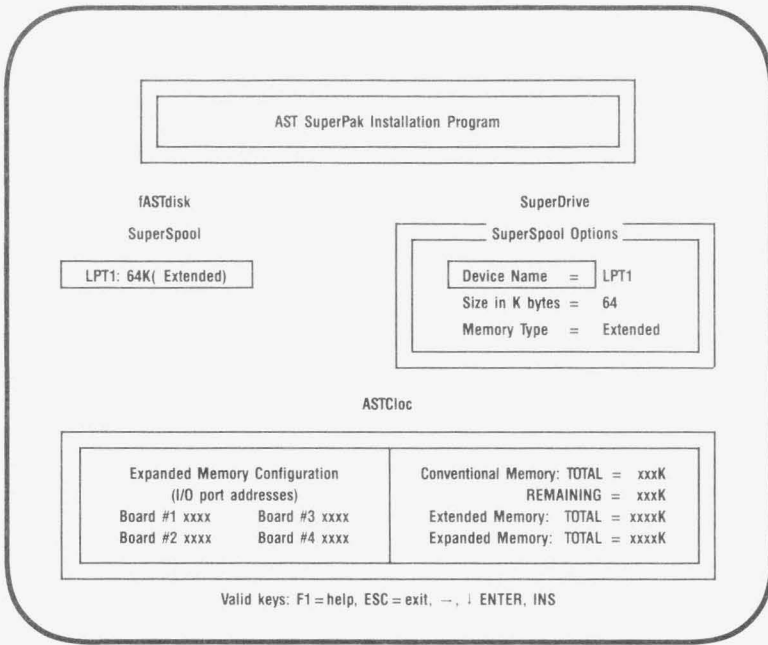 AST SuperPak Installation Program
fASTdisk
SuperDrive
SuperSpool
LPT1: 64K( Extended)
SuperSpool Options
Device Name = LPT1
Size in K bytes = 64
Memory Type = Extended
ASTCloc
Expanded Memory Configuration
(I/O port addresses)
Board #1 xxxx Board #3 xxxx
Board #2 xxxx Board #4 xxxx
Conventional Memory: TOTAL = xxxK
REMAINING = xxxK
Extended Memory: TOTAL = xxxxK
Expanded Memory: TOTAL = xxxxK
Valid keys: F1=help, ESC=exit, →, ↓ ENTER, INS